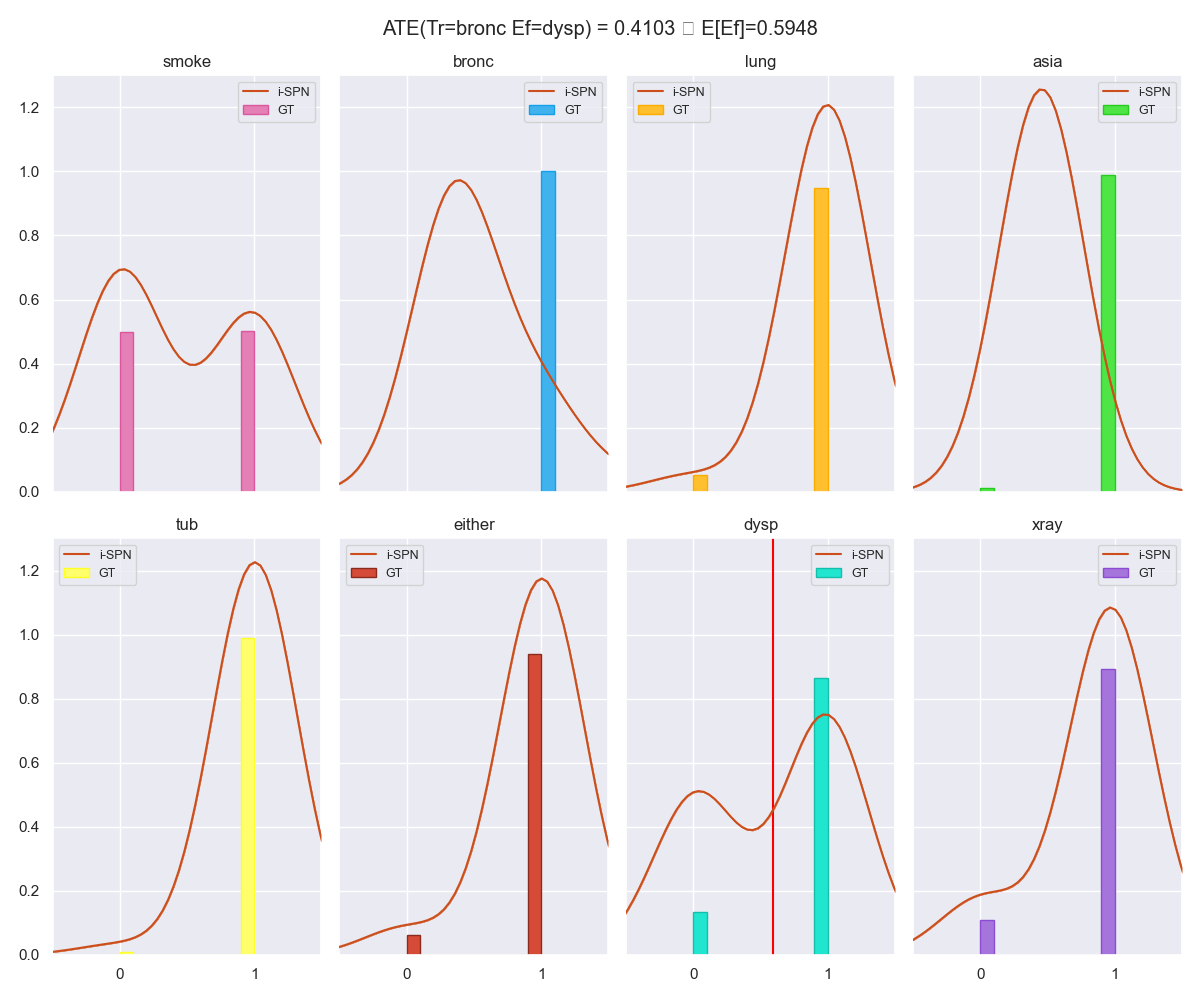 ATE(Tr=bronc Ef=dysp) = 0.4103 E[Ef]=0.5948
smoke
bronc
lung
asia
i-SPN
GT
i-SPN
GT
i-SPN
GT
i-SPN
GT
1.2
1.0
0.8
0.6
0.4
0.2
0.0
tub
either
dysp
xray
i-SPN
GT
i-SPN
GT
i-SPN
GT
i-SPN
GT
1.2
1.0
0.8
0.6
0.4
0.2
0.0
0 1 0 1 0 1 0 1